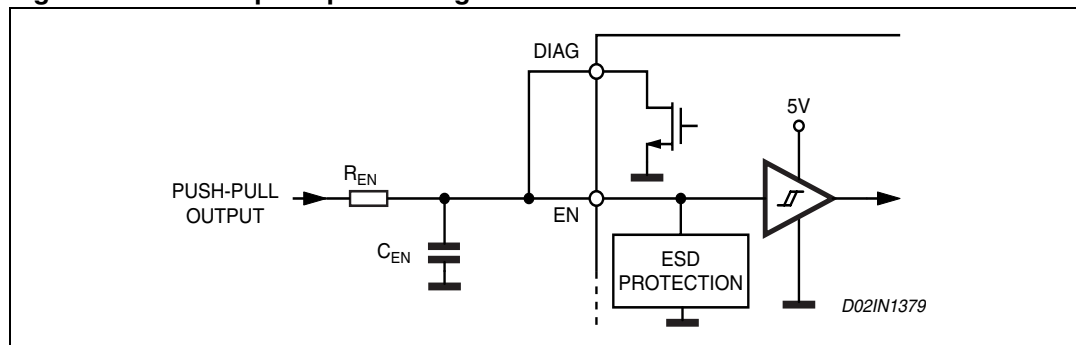 DIAG
5V
R_EN
PUSH-PULL
OUTPUT
EN
C_EN
ESD
PROTECTION
D02IN1379